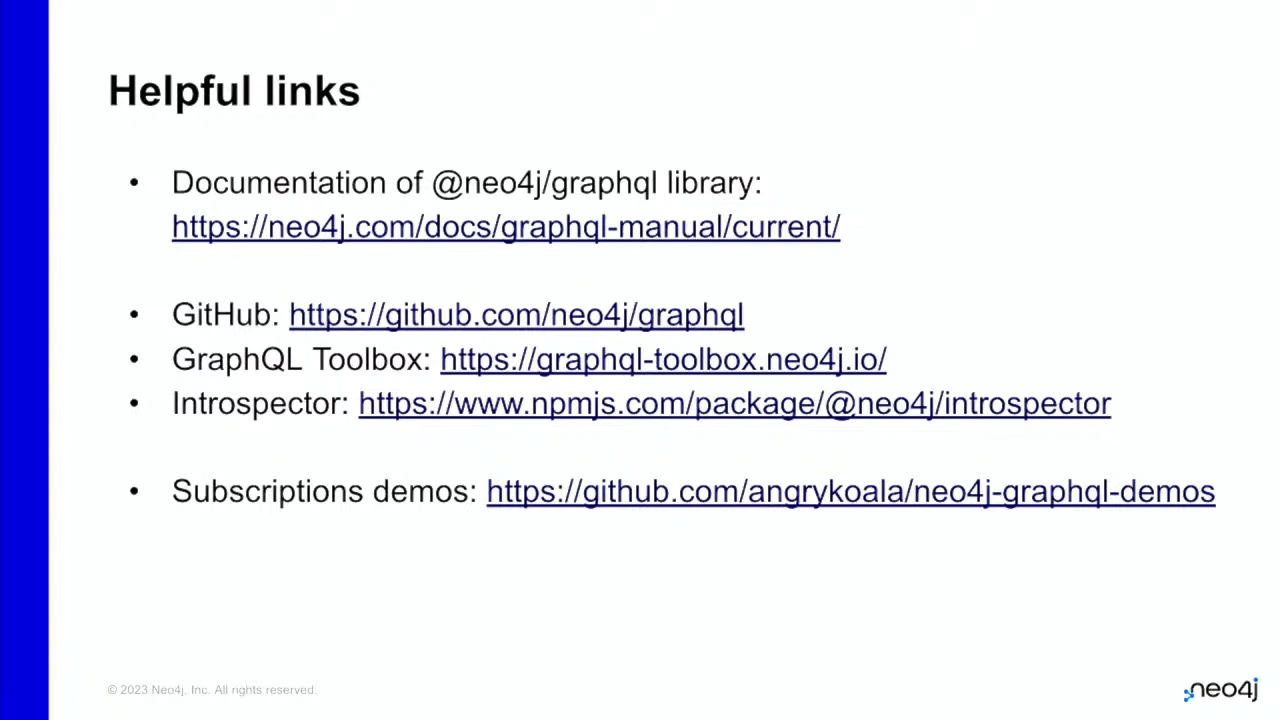 Helpful links
• Documentation of @neo4j/graphql library:
https://neo4j.com/docs/graphql-manual/current/
• GitHub: https://github.com/neo4j/graphql
• GraphQL Toolbox: https://graphql-toolbox.neo4j.io/
• Introspector: https://www.npmjs.com/package/@neo4j/introspector
• Subscriptions demos: https://github.com/angrykoala/neo4j-graphql-demos
© 2023 Neo4j, Inc. All rights reserved.
neo4j